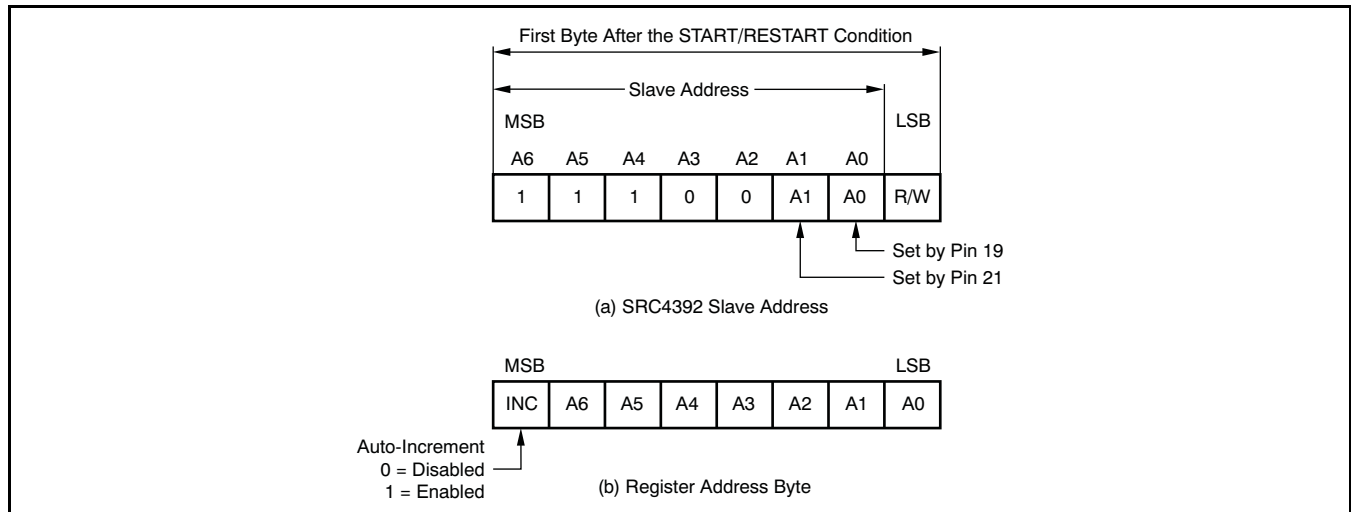 First Byte After the START/RESTART Condition
Slave Address
MSB LSB
A6 A5 A4 A3 A2 A1 A0
1 1 1 0 0 A1 A0 R/W
Set by Pin 19
Set by Pin 21
(a) SRC4392 Slave Address
MSB LSB
INC A6 A5 A4 A3 A2 A1 A0
Auto-Increment
0 = Disabled
1 = Enabled
(b) Register Address Byte